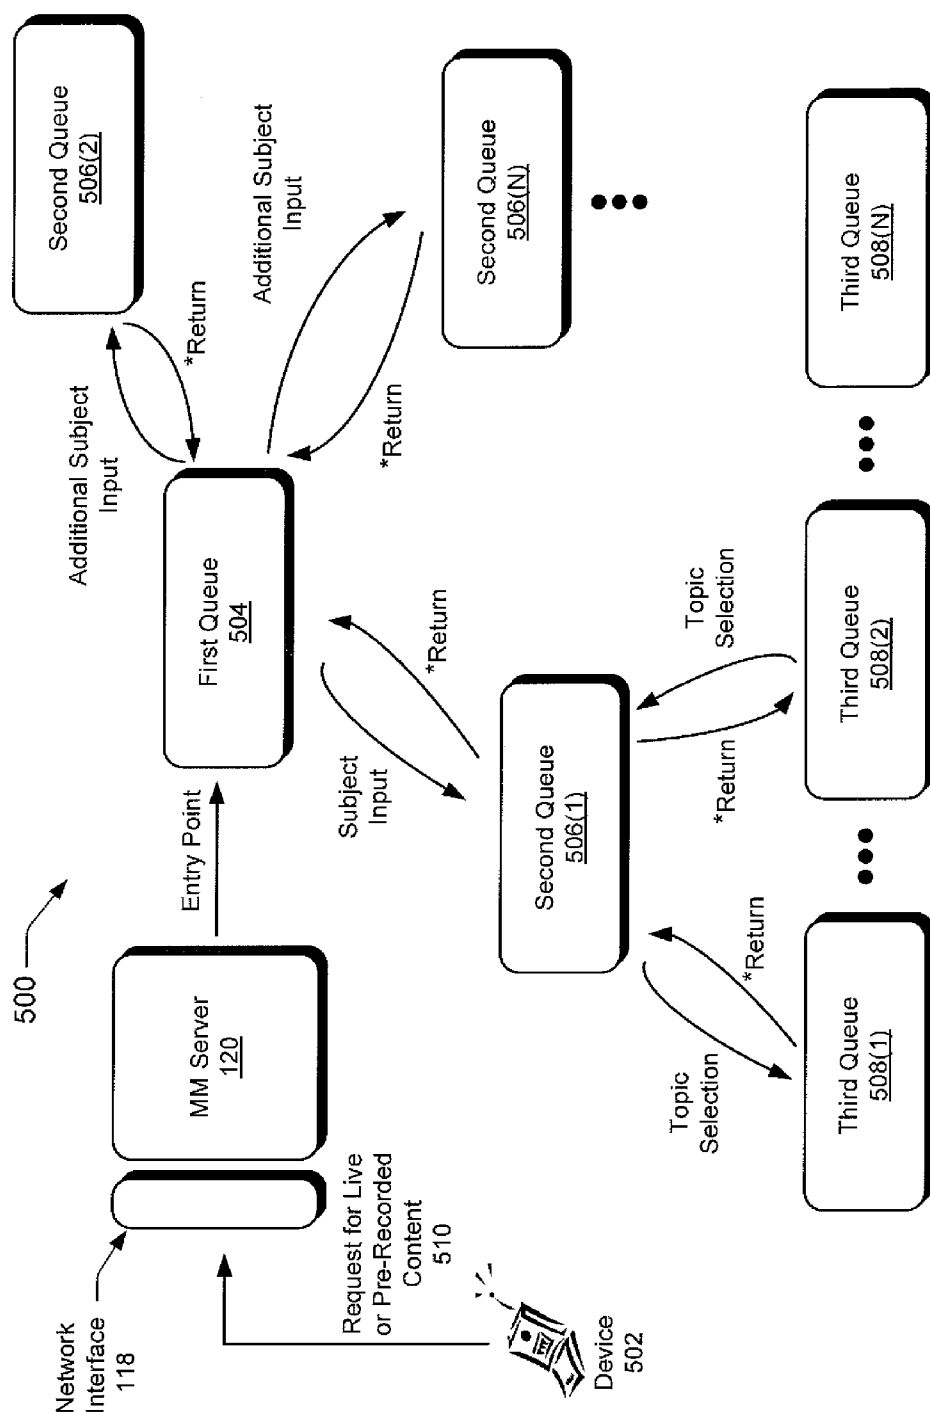 500
Network
Interface
118
MM Server
120
Entry Point
Request for Live
or Pre-Recorded
Content
510
Device
502
First Queue
504
Additional Subject
Input
*Return
Second Queue
506(2)
Additional Subject
Input
*Return
Second Queue
506(N)
Subject
Input
*Return
Second Queue
506(1)
Topic
Selection
*Return
Topic
Selection
*Return
Third Queue
508(1)
Third Queue
508(2)
Third Queue
508(N)